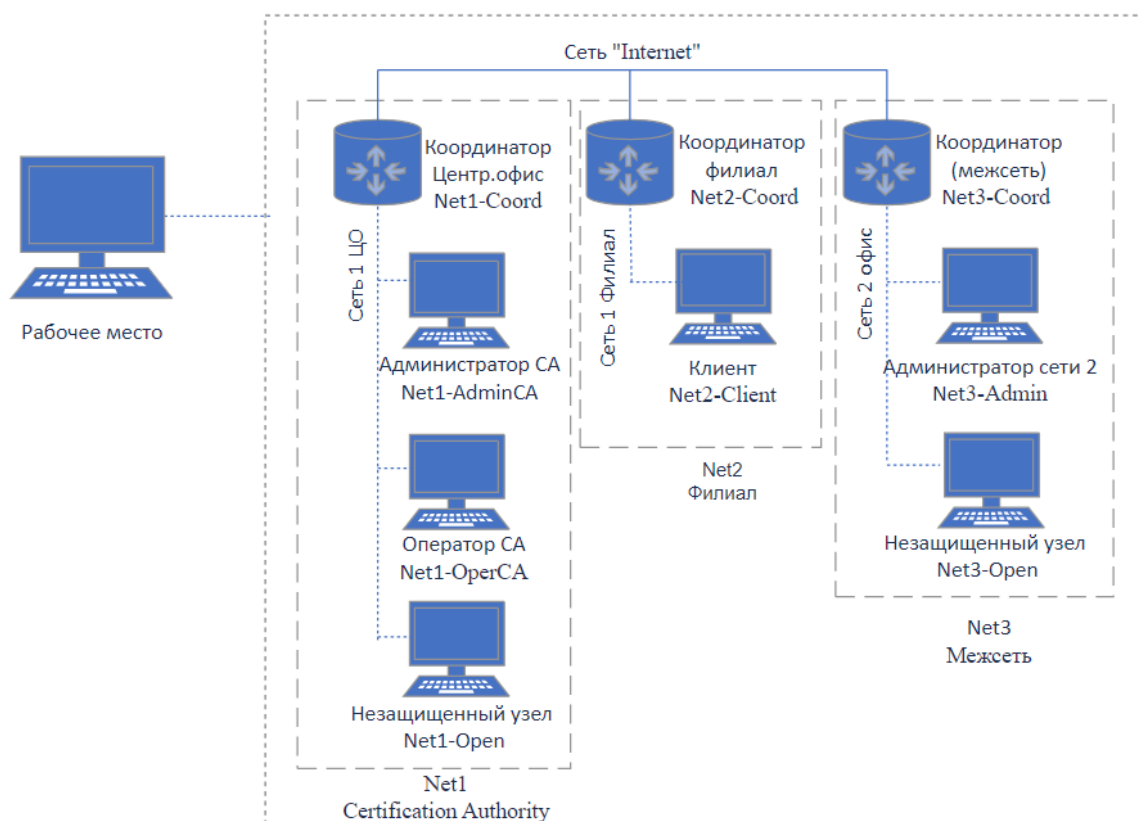 Сеть "Internet"
Координатор
Центр.офис
Net1-Coord
Координатор
филиал
Net2-Coord
Координатор
(межсеть)
Net3-Coord
Рабочее место
Сеть 1 ЦО
Сеть 1 Филиал
Сеть 2 офис
Администратор CA
Net1-AdminCA
Клиент
Net2-Client
Администратор сети 2
Net3-Admin
Net2
Филиал
Оператор CA
Net1-OperCA
Незащищенный узел
Net3-Open
Net3
Межсеть
Незащищенный узел
Net1-Open
Net1
Certification Authority